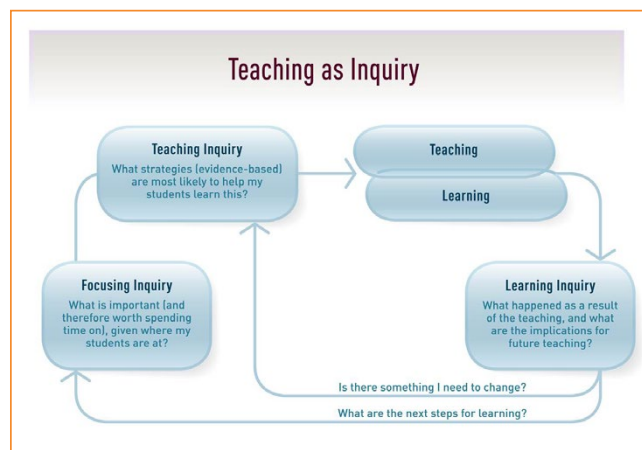 Teaching as Inquiry
Teaching Inquiry
What strategies (evidence-based)
are most likely to help my
students learn this?
Teaching
Learning
Focusing Inquiry
What is important (and
therefore worth spending
time on), given where my
students are at?
Learning Inquiry
What happened as a result
of the teaching, and what
are the implications for
future teaching?
Is there something I need to change?
What are the next steps for learning?